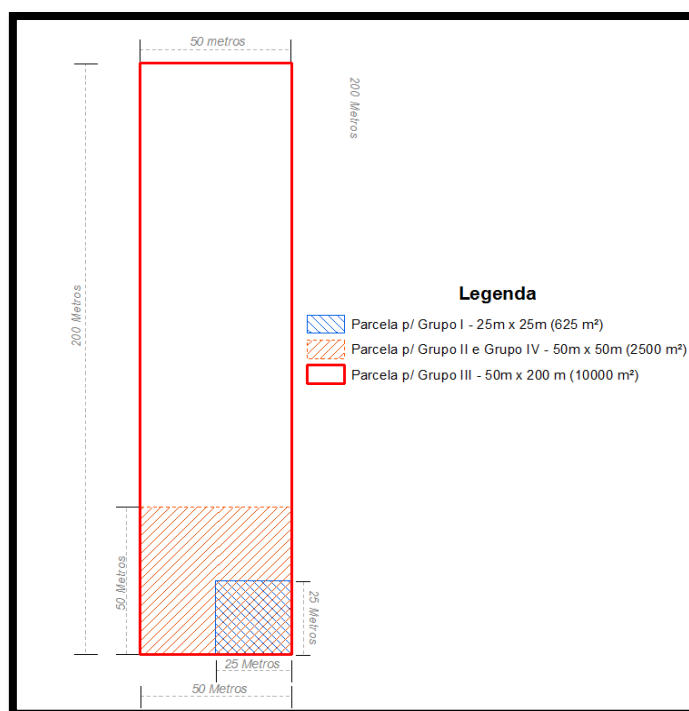 50 metros
200 Metros
200 Metros
Legenda
Parcela p/ Grupo I - 25m x 25m (625 m²)
Parcela p/ Grupo II e Grupo IV - 50m x 50m (2500 m²)
Parcela p/ Grupo III - 50m x 200 m (10000 m²)
50 Metros
25 Metros
25 Metros
50 Metros